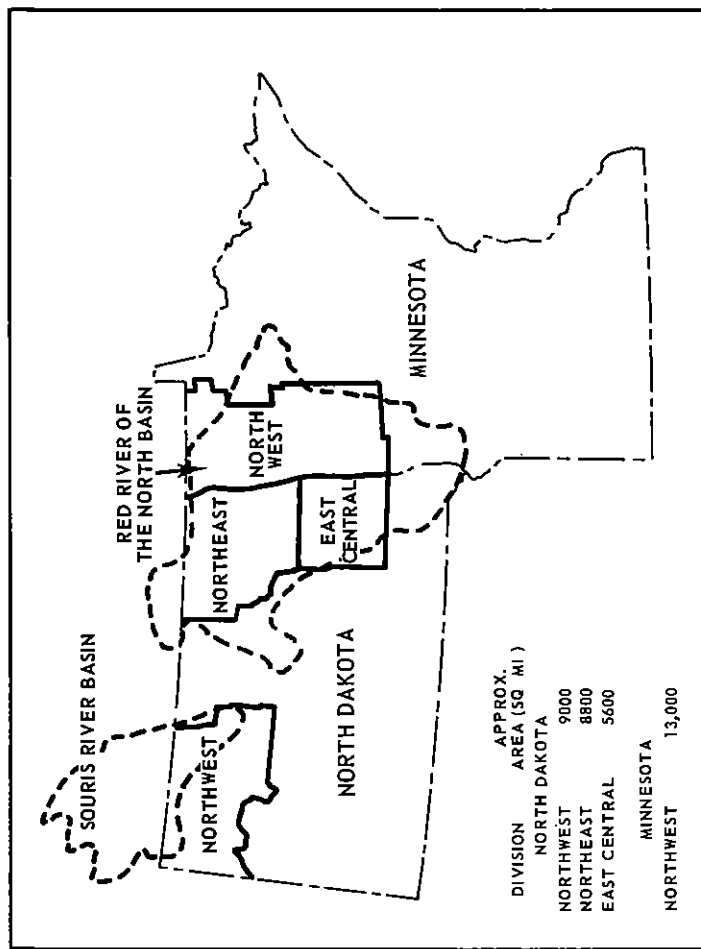 SOURIS RIVER BASIN
RED RIVER OF
THE NORTH BASIN
NORTHWEST
NORTHEAST
NORTH
WEST
EAST
CENTRAL
NORTH DAKOTA
MINNESOTA
APPROX.
DIVISION AREA (SQ MI)
NORTH DAKOTA
NORTHWEST 9000
NORTHEAST 8800
EAST CENTRAL 5600
MINNESOTA
NORTHWEST 13,000